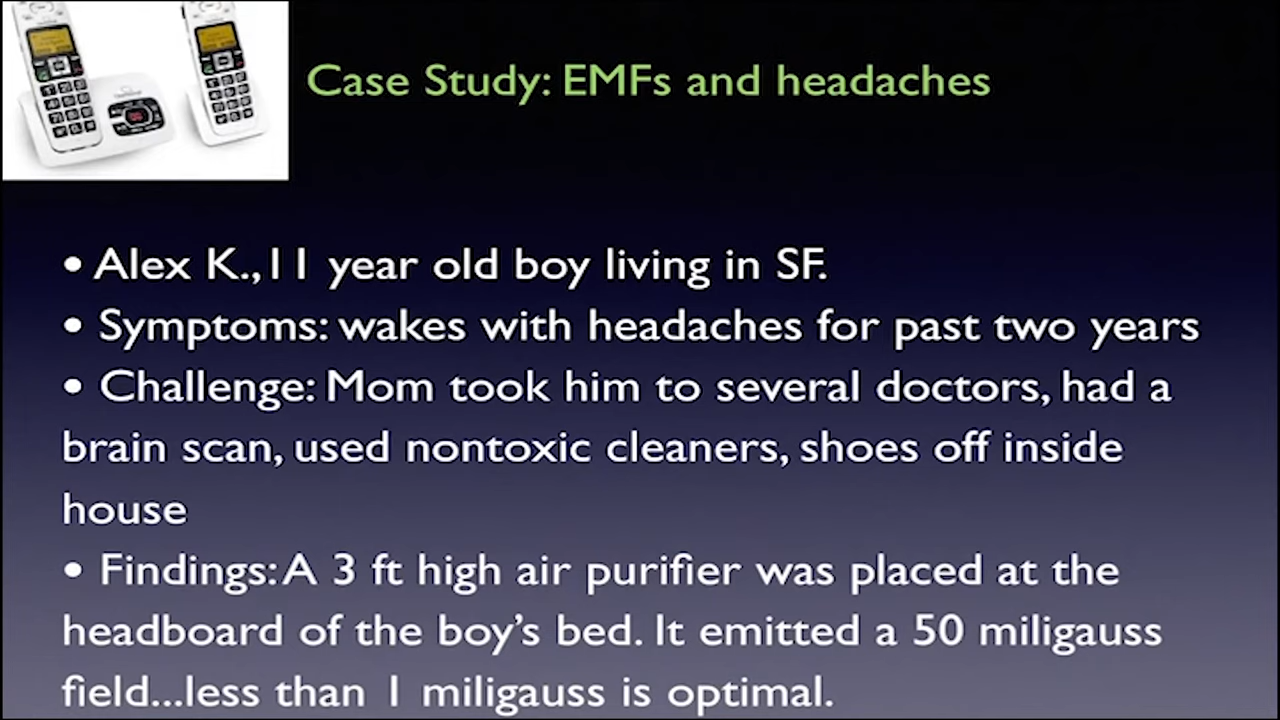 Case Study: EMFs and headaches
• Alex K., 11 year old boy living in SF.
• Symptoms: wakes with headaches for past two years
• Challenge: Mom took him to several doctors, had a
brain scan, used nontoxic cleaners, shoes off inside
house
• Findings: A 3 ft high air purifier was placed at the
headboard of the boy's bed. It emitted a 50 miligauss
field...less than 1 miligauss is optimal.